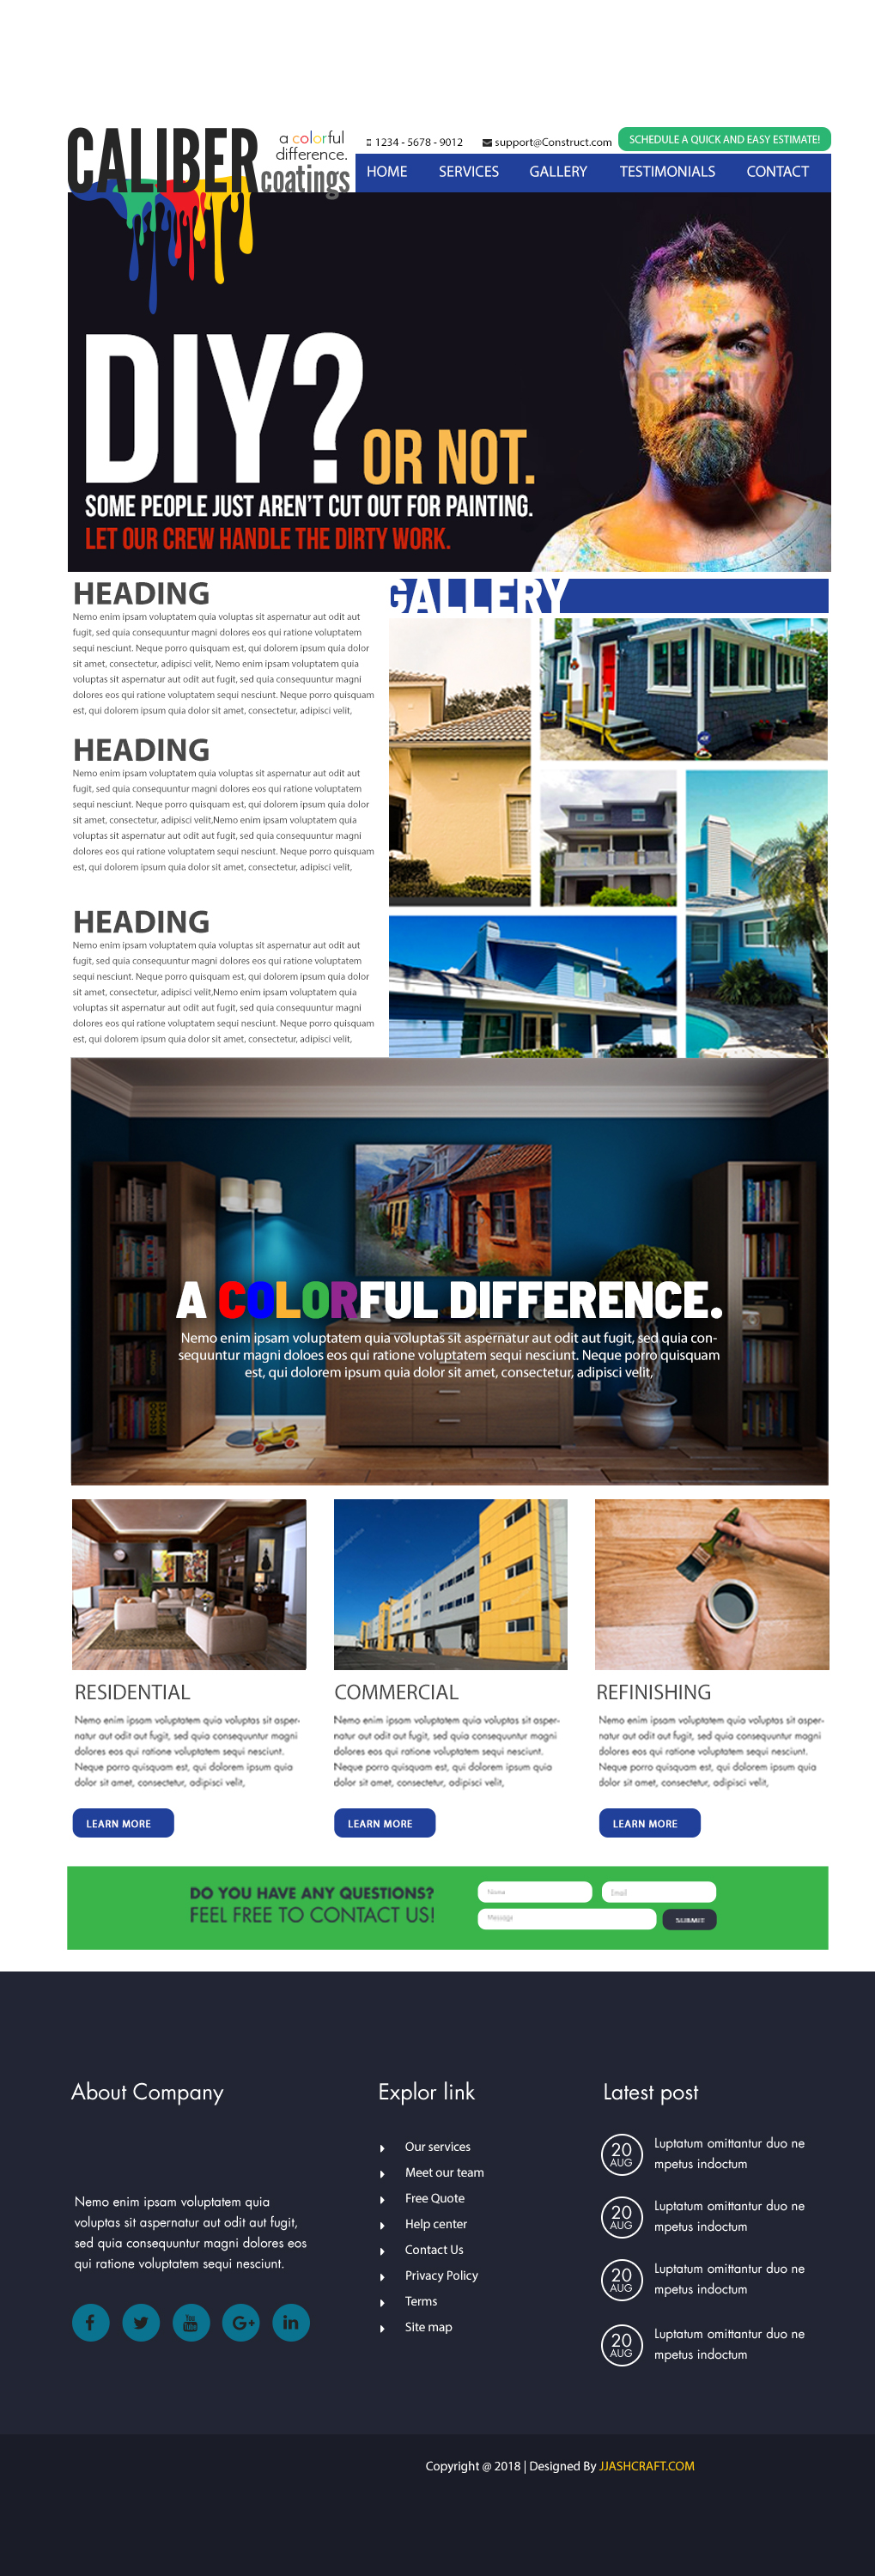 CALIBER
a colorful
difference.
coatings
1234 - 5678 - 9012
support@Construct.com
SCHEDULE A QUICK AND EASY ESTIMATE!
HOME
SERVICES
GALLERY
TESTIMONIALS
CONTACT
DIY?
OR NOT.
SOME PEOPLE JUST AREN'T CUT OUT FOR PAINTING.
LET OUR CREW HANDLE THE DIRTY WORK.
HEADING
Nemo enim ipsam voluptatem quia voluptas sit aspernatur aut odit aut
fugit, sed quia consequuntur magni dolores eos qui ratione voluptatem
sequi nesciunt. Neque porro quisquam est, qui dolorem ipsum quia dolor
sit amet, consectetur, adipisci velit, Nemo enim ipsam voluptatem quia
voluptas sit aspernatur aut odit aut fugit, sed quia consequuntur magni
dolores eos qui ratione voluptatem sequi nesciunt. Neque porro quisquam
est, qui dolorem ipsum quia dolor sit amet, consectetur, adipisci velit,
HEADING
Nemo enim ipsam voluptatem quia voluptas sit aspernatur aut odit aut
fugit, sed quia consequuntur magni dolores eos qui ratione voluptatem
sequi nesciunt. Neque porro quisquam est, qui dolorem ipsum quia dolor
sit amet, consectetur, adipisci velit,Nemo enim ipsam voluptatem quia
voluptas sit aspernatur aut odit aut fugit, sed quia consequuntur magni
dolores eos qui ratione voluptatem sequi nesciunt. Neque porro quisquam
est, qui dolorem ipsum quia dolor sit amet, consectetur, adipisci velit,
HEADING
Nemo enim ipsam voluptatem quia voluptas sit aspernatur aut odit aut
fugit, sed quia consequuntur magni dolores eos qui ratione voluptatem
sequi nesciunt. Neque porro quisquam est, qui dolorem ipsum quia dolor
sit amet, consectetur, adipisci velit,Nemo enim ipsam voluptatem quia
voluptas sit aspernatur aut odit aut fugit, sed quia consequuntur magni
dolores eos qui ratione voluptatem sequi nesciunt. Neque porro quisquam
est, qui dolorem ipsum quia dolor sit amet, consectetur, adipisci velit,
GALLERY
A COLORFUL DIFFERENCE.
Nemo enim ipsam voluptatem quia voluptas sit aspernatur aut odit aut fugit, sed quia con-
sequuntur magni doloes eos qui ratione voluptatem sequi nesciunt. Neque porro quisquam
est, qui dolorem ipsum quia dolor sit amet, consectetur, adipisci velit,
RESIDENTIAL
Nemo enim ipsam voluptatem quia voluptas sit asper-
natur aut odit aut fugit, sed quia consequuntur magni
dolores eos qui ratione voluptatem sequi nesciunt.
Neque porro quisquam est, qui dolorem ipsum quia
dolor sit amet, consectetur, adipisci velit,
LEARN MORE
COMMERCIAL
Nemo enim ipsam voluptatem quia voluptas sit asper-
natur aut odit aut fugit, sed quia consequuntur magni
dolores eos qui ratione voluptatem sequi nesciunt.
Neque porro quisquam est, qui dolorem ipsum quia
dolor sit amet, consectetur, adipisci velit,
LEARN MORE
REFINISHING
Nemo enim ipsam voluptatem quia voluptas sit asper-
natur aut odit aut fugit, sed quia consequuntur magni
dolores eos qui ratione voluptatem sequi nesciunt.
Neque porro quisquam est, qui dolorem ipsum quia
dolor sit amet, consectetur, adipisci velit,
LEARN MORE
DO YOU HAVE ANY QUESTIONS?
FEEL FREE TO CONTACT US!
Name
Email
Message
SUBMIT
About Company
Nemo enim ipsam voluptatem quia
voluptas sit aspernatur aut odit aut fugit,
sed quia consequuntur magni dolores eos
qui ratione voluptatem sequi nesciunt.
f
You
Tube
G+
in
Explor link
Our services
Meet our team
Free Quote
Help center
Contact Us
Privacy Policy
Terms
Site map
Latest post
20
AUG
Luptatum omittantur duo ne
mpetus indoctum
20
AUG
Luptatum omittantur duo ne
mpetus indoctum
20
AUG
Luptatum omittantur duo ne
mpetus indoctum
20
AUG
Luptatum omittantur duo ne
mpetus indoctum
Copyright @ 2018 | Designed By JJASHCRAFT.COM